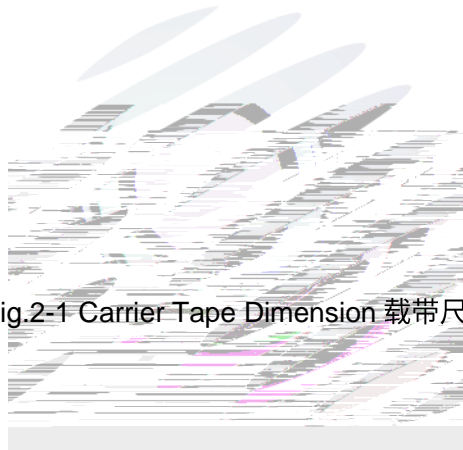 ig.2-1 Carrier Tape Dimension 载带尺